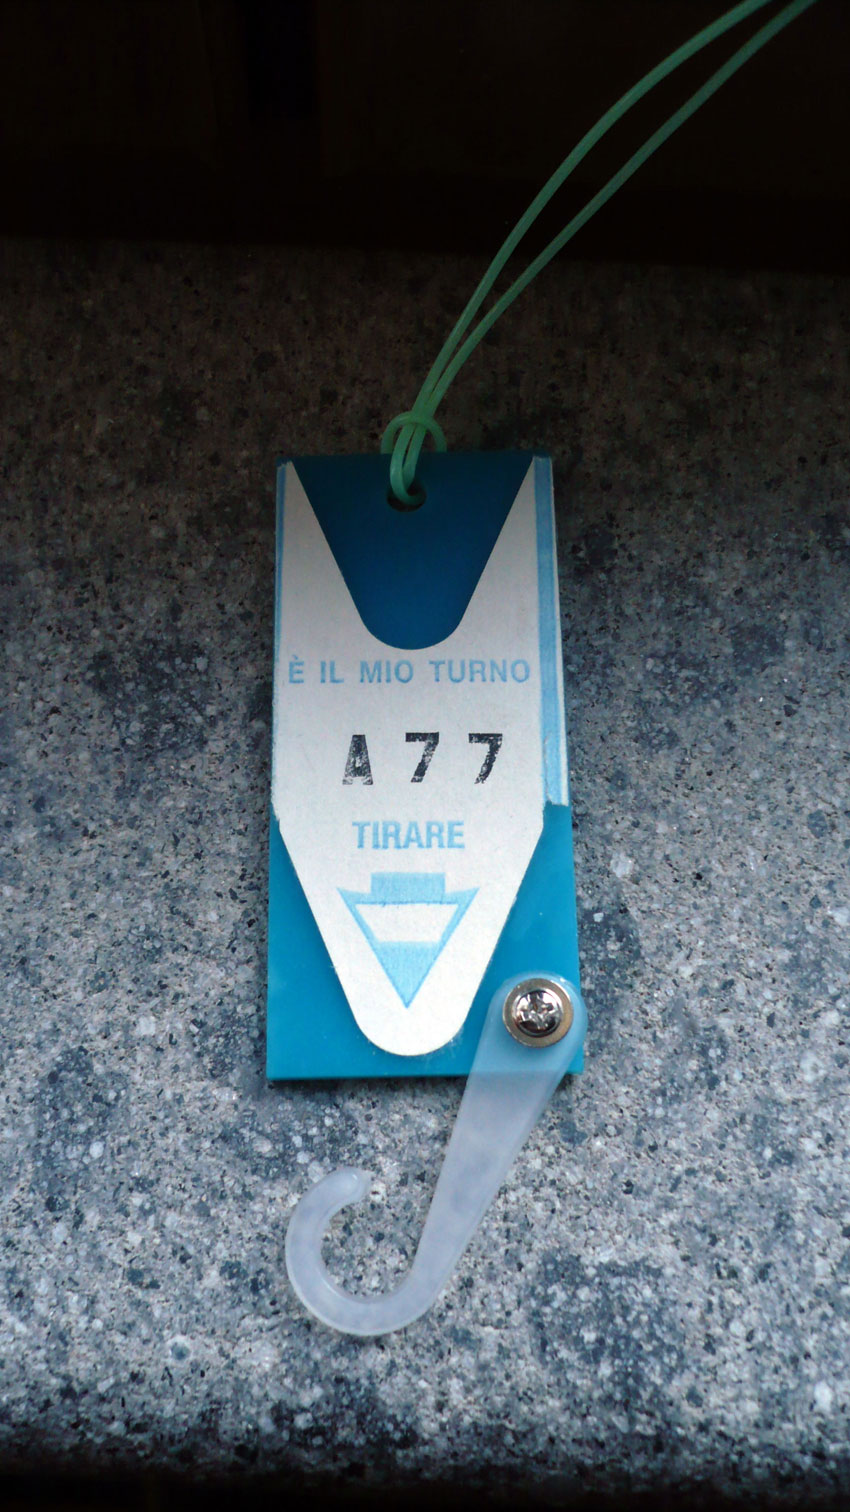 È IL MIO TURNO
A77
TIRARE